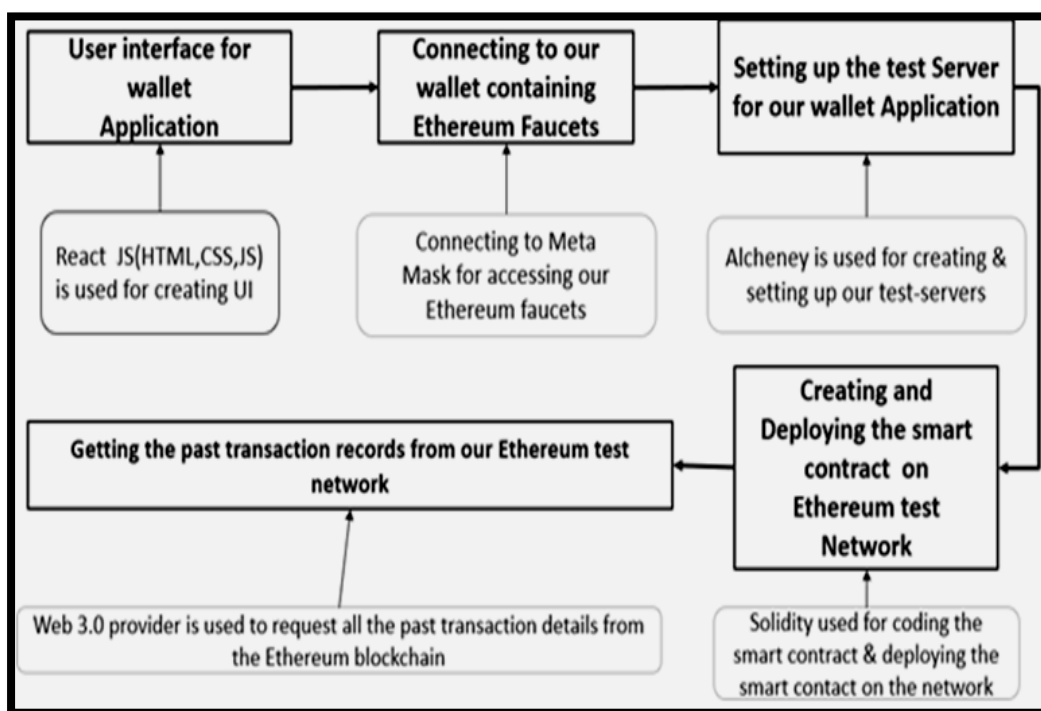 User interface for
wallet
Application
Connecting to our
wallet containing
Ethereum Faucets
Setting up the test Server
for our wallet Application
React JS(HTML,CSS,JS)
is used for creating UI
Connecting to Meta
Mask for accessing our
Ethereum faucets
Alcheney is used for creating &
setting up our test-servers
Creating and
Deploying the smart
contract on
Ethereum test
Network
Getting the past transaction records from our Ethereum test
network
Web 3.0 provider is used to request all the past transaction details from
the Ethereum blockchain
Solidity used for coding the
smart contract & deploying the
smart contact on the network